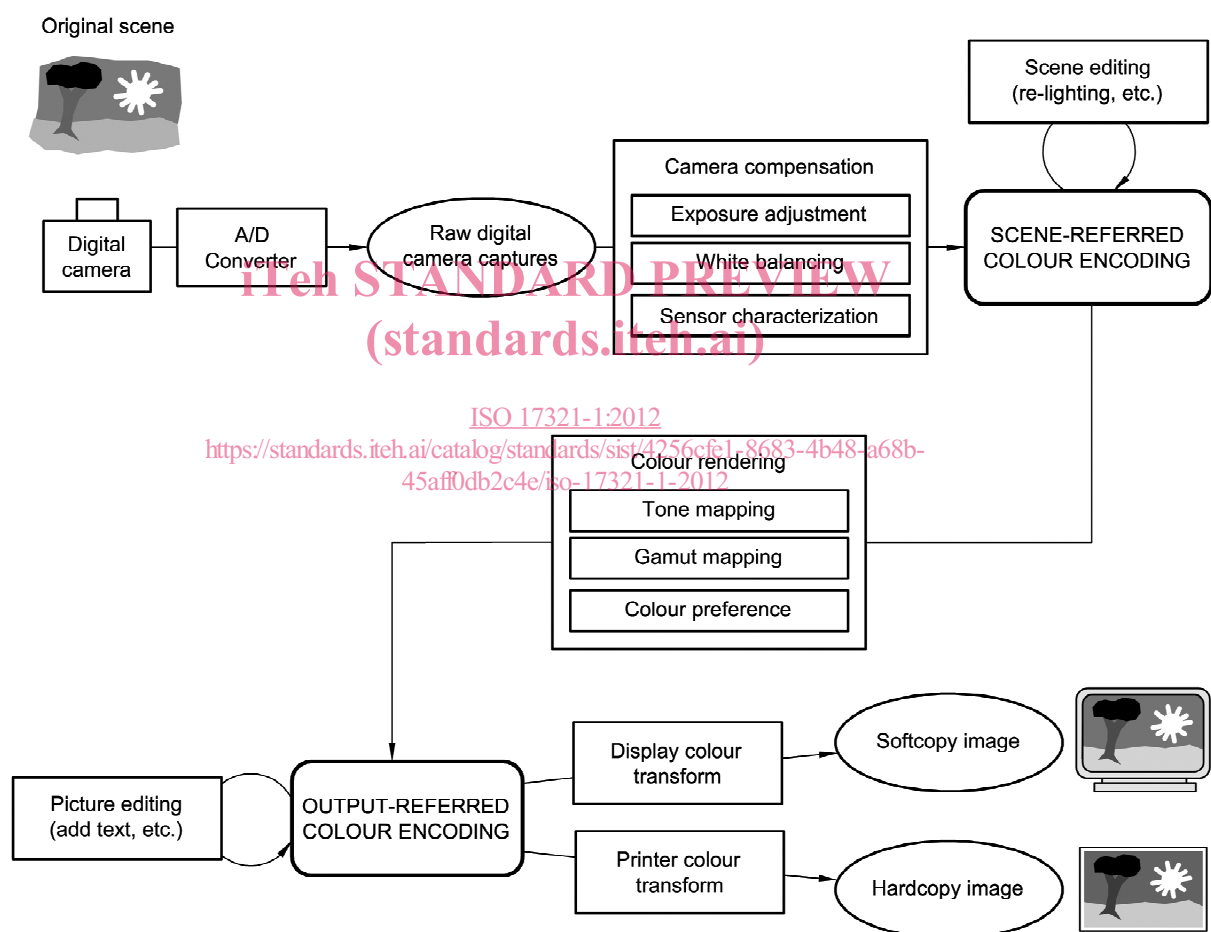 Original scene
Scene editing
(re-lighting, etc.)
Camera compensation
Exposure adjustment
White balancing
Sensor characterization
Digital
camera
A/D
Converter
Raw digital
camera captures
SCENE-REFERRED
COLOUR ENCODING
iTeh STANDARD PREVIEW
(standards.iteh.ai)
ISO 17321-1:2012
https://standards.iteh.ai/catalog/standards/sist/4256cfe1-8683-4b48-a68b-
45aff0db2c4e/iso-17321-1-2012
Colour rendering
Tone mapping
Gamut mapping
Colour preference
Picture editing
(add text, etc.)
OUTPUT-REFERRED
COLOUR ENCODING
Display colour
transform
Softcopy image
Printer colour
transform
Hardcopy image